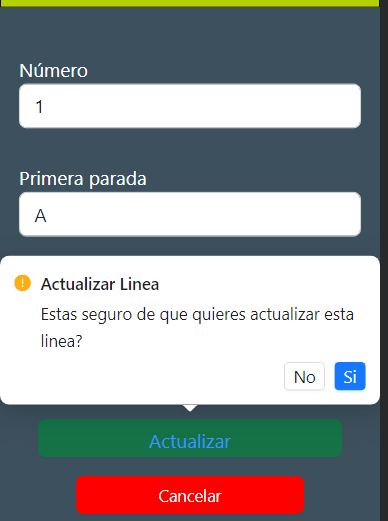 Número
1
Primera parada
A
Actualizar Linea
Estas seguro de que quieres actualizar esta
linea?
No
Si
Actualizar
Cancelar